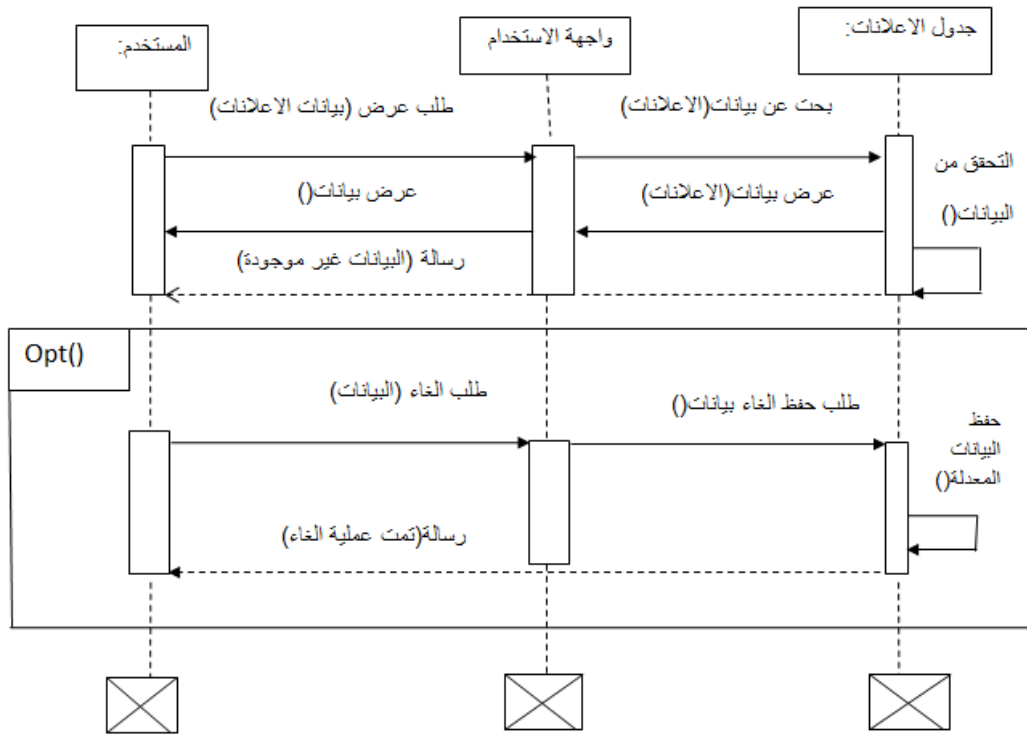 المستخدم:
واجهة الاستخدام
جدول الاعلانات:
طلب عرض (بيانات الاعلانات)
بحت عن بيانات(الاعلانات)
التحقق من
البيانات()
عرض بيانات()
عرض بيانات(الاعلانات)
رسالة (البيانات غير موجودة)
Opt()
طلب الغاء (البيانات)
طلب حفظ الغاء بيانات()
حفظ
البيانات
المعدلة()
رسالة(تمت عملية الغاء)